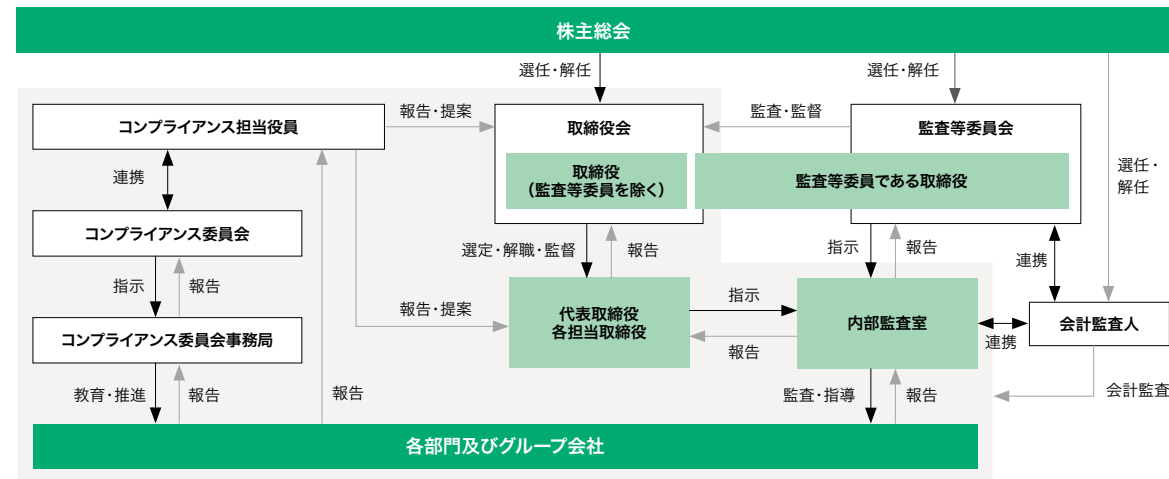 株主総会
選任・解任
選任・解任
コンプライアンス担当役員
報告・提案
取締役会
監査・監督
監査等委員会
取締役
(監査等委員を除く)
監査等委員である取締役
選任・
解任
連携
コンプライアンス委員会
選定・解職・監督
報告
指示
報告
連携
指示
報告
報告・提案
代表取締役
各担当取締役
指示
報告
内部監査室
連携
会計監査人
コンプライアンス委員会事務局
教育・推進
報告
報告
監査・指導
報告
会計監査
各部門及びグループ会社